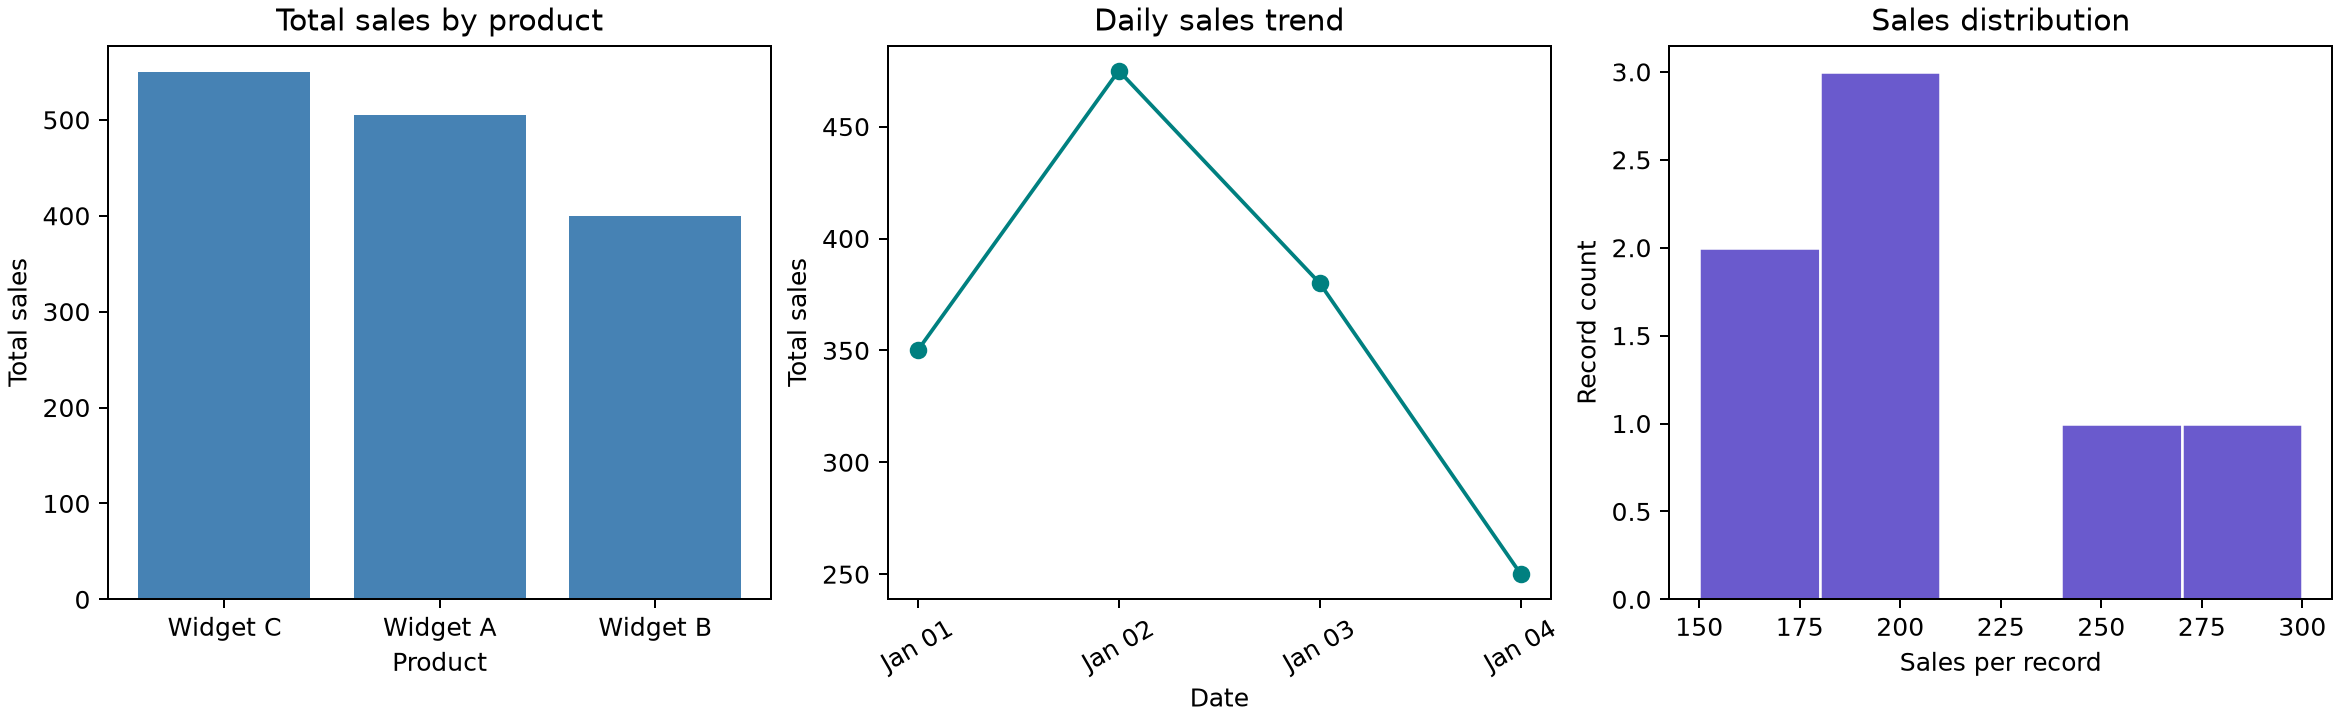 Total sales by product
Total sales
500
400
300
200
100
0
Widget C Widget A Widget B
Product
Daily sales trend
Total sales
450
400
350
300
250
Jan 01 Jan 02 Jan 03 Jan 04
Date
Sales distribution
Record count
3.0
2.5
2.0
1.5
1.0
0.5
0.0
150 175 200 225 250 275 300
Sales per record